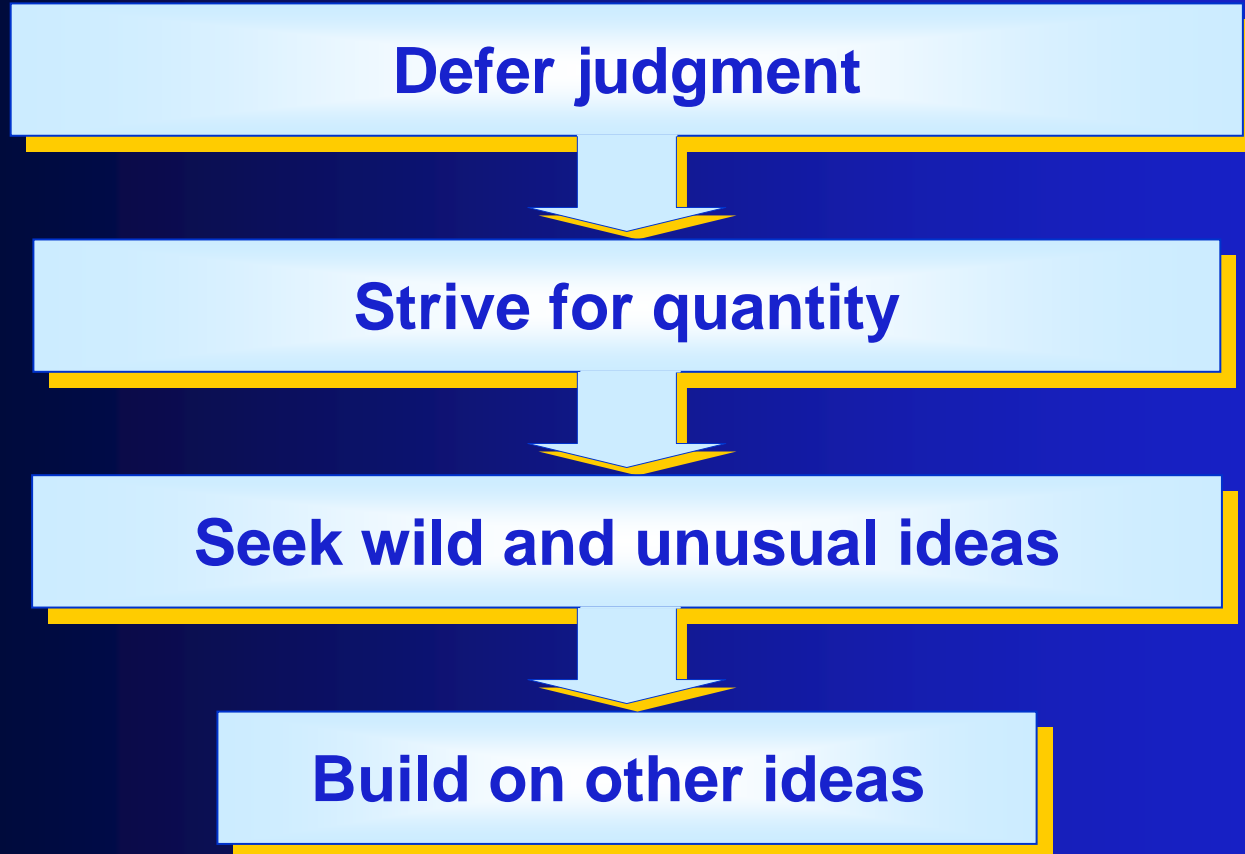 Defer judgment
Strive for quantity
Seek wild and unusual ideas
Build on other ideas